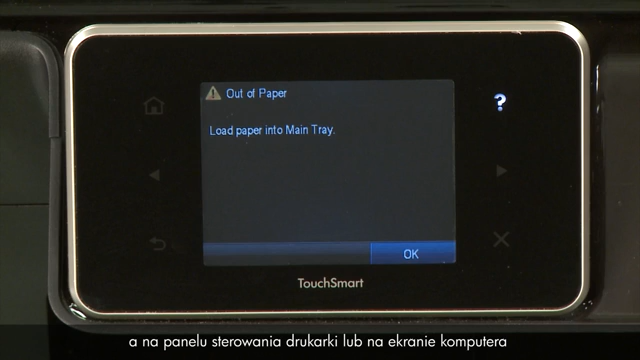 Out of Paper
?
Load paper into Main Tray.
OK
TouchSmart
a na panelu sterowania drukarki lub na ekranie komputera